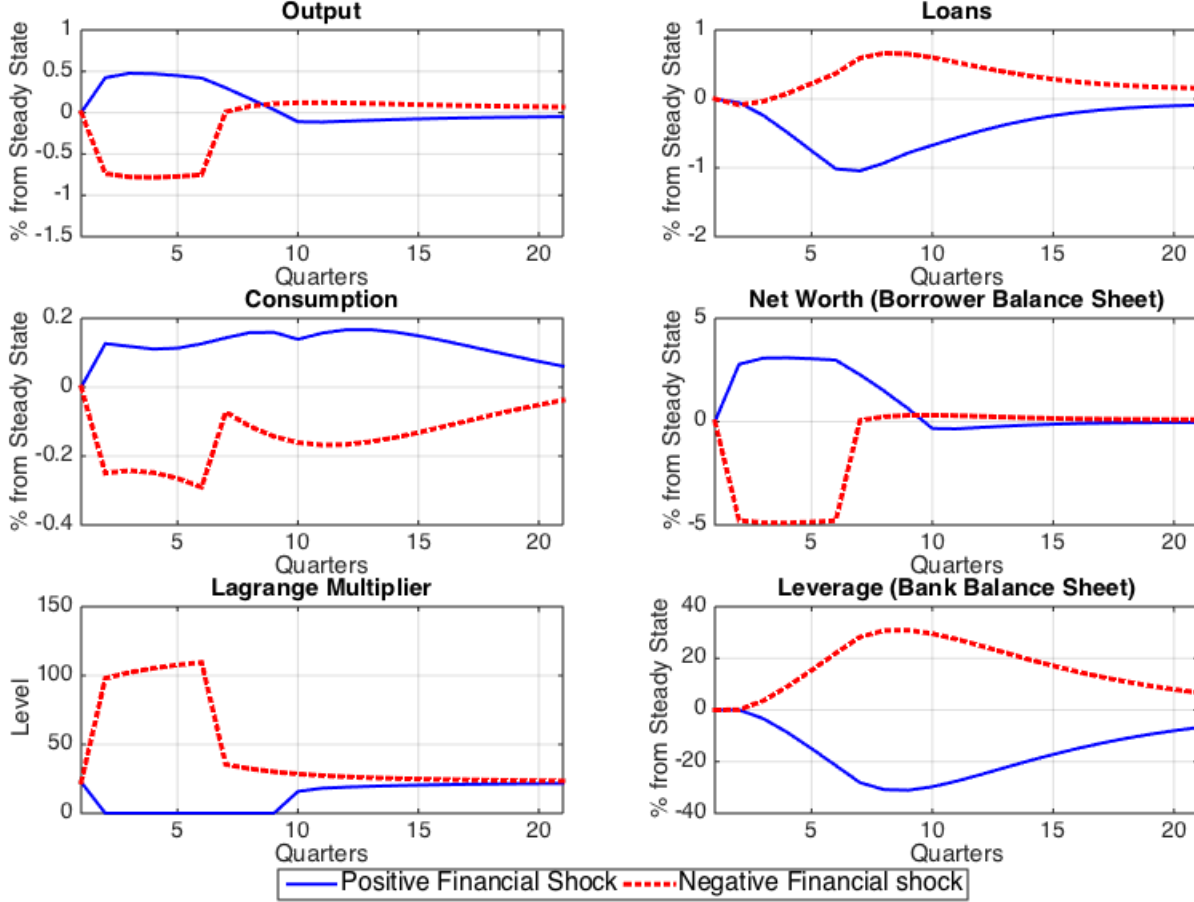 Output
% from Steady State
1
0.5
0
-0.5
-1
-1.5
5
10
15
20
Quarters
Loans
% from Steady State
1
0
-1
-2
5
10
15
20
Quarters
Consumption
% from Steady State
0.2
0
-0.2
-0.4
5
10
15
20
Quarters
Net Worth (Borrower Balance Sheet)
% from Steady State
5
0
-5
5
10
15
20
Quarters
Lagrange Multiplier
Level
150
100
50
0
5
10
15
20
Quarters
Leverage (Bank Balance Sheet)
% from Steady State
40
20
0
-20
-40
5
10
15
20
Quarters
Positive Financial Shock
Negative Financial shock